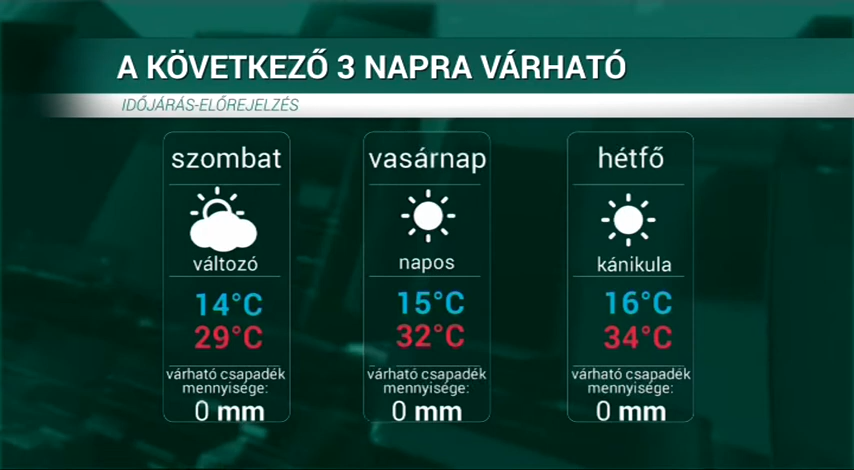 A KÖVETKEZŐ 3 NAPRA VÁRHATÓ
IDŐJÁRÁS-ELŐREJELZÉS
szombat
változó
14°C
29°C
várható csapadék
mennyisége:
0 mm
vasárnap
napos
15°C
32°C
várható csapadék
mennyisége:
0 mm
hétfő
kánikula
16°C
34°C
várható csapadék
mennyisége:
0 mm